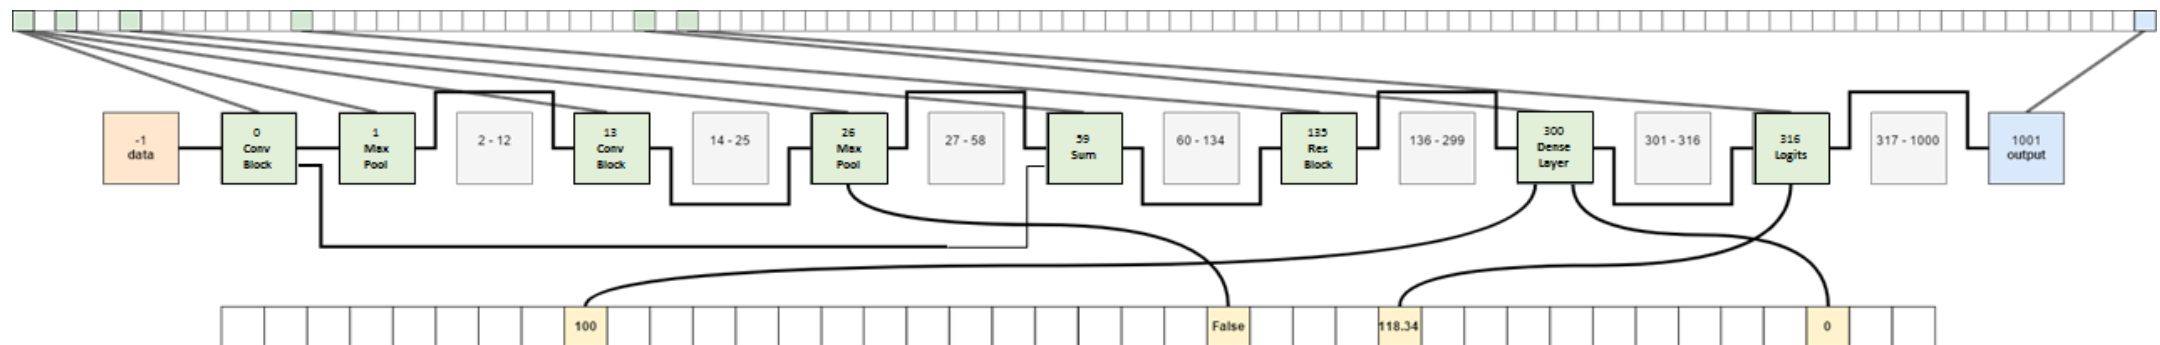 -1
data
0
Conv
Block
1
Max
Pool
2 - 12
13
Conv
Block
14 - 25
26
Max
Pool
27 - 58
59
Sum
60 - 134
135
Res
Block
136 - 299
300
Dense
Layer
301 - 316
316
Logits
317 - 1000
1001
output
100
False
118.34
0